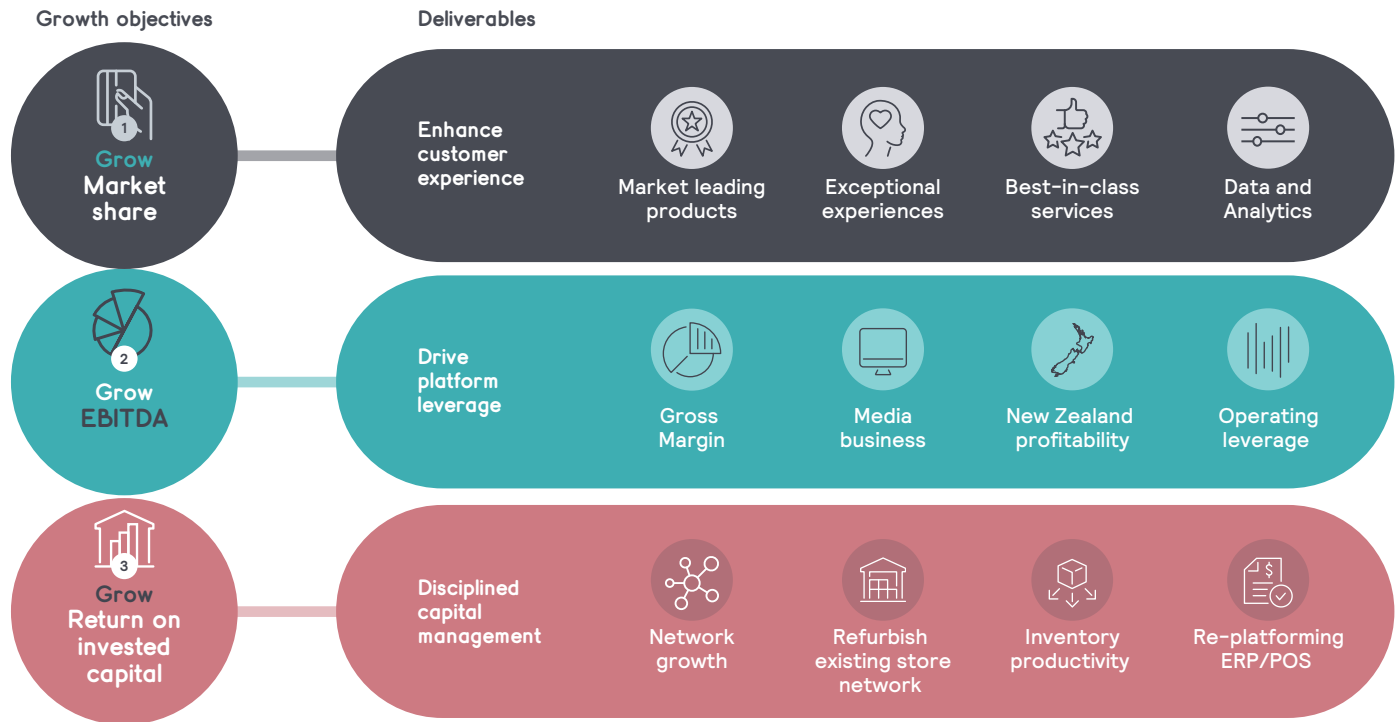 Growth objectives
Deliverables
1
Grow
Market
share
Enhance
customer
experience
Market leading
products
Exceptional
experiences
Best-in-class
services
Data and
Analytics
2
Grow
EBITDA
Drive
platform
leverage
Gross
Margin
Media
business
New Zealand
profitability
Operating
leverage
3
Grow
Return on
invested
capital
Disciplined
capital
management
Network
growth
Refurbish
existing store
network
Inventory
productivity
$
Re-platforming
ERP/POS